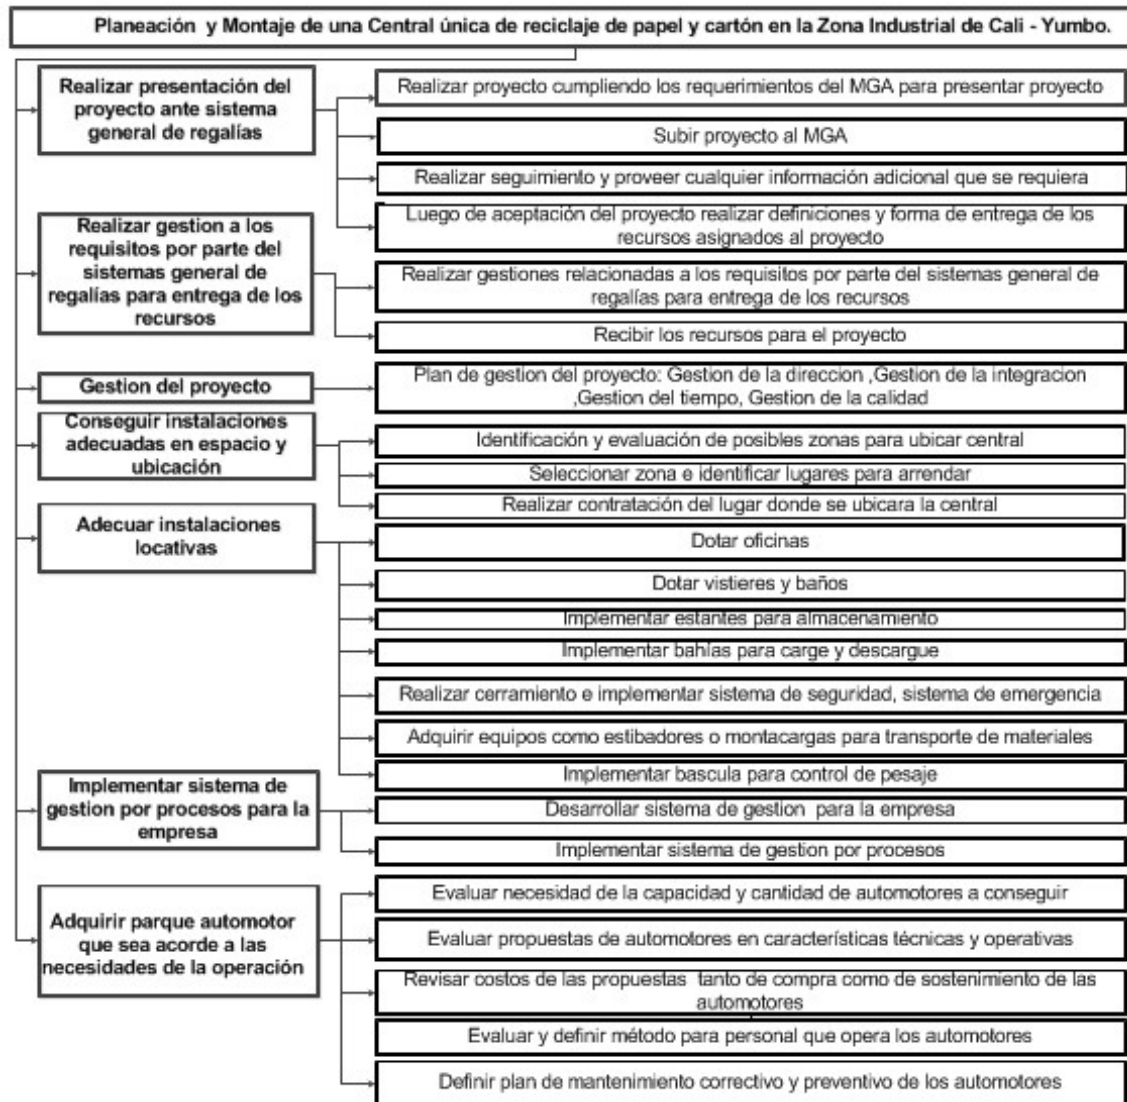 Planeación y Montaje de una Central única de reciclaje de papel y cartón en la Zona Industrial de Cali - Yumbo.
Realizar presentación del
proyecto ante sistema
general de regalías
Realizar proyecto cumpliendo los requerimientos del MGA para presentar proyecto
Subir proyecto al MGA
Realizar seguimiento y proveer cualquier información adicional que se requiera
Luego de aceptación del proyecto realizar definiciones y forma de entrega de los
recursos asignados al proyecto
Realizar gestion a los
requisitos por parte del
sistemas general de
regalías para entrega de los
recursos
Realizar gestiones relacionadas a los requisitos por parte del sistemas general de
regalías para entrega de los recursos
Recibir los recursos para el proyecto
Gestion del proyecto
Plan de gestion del proyecto: Gestion de la direccion ,Gestion de la integracion
,Gestion del tiempo, Gestion de la calidad
Conseguir instalaciones
adecuadas en espacio y
ubicación
Identificación y evaluación de posibles zonas para ubicar central
Seleccionar zona e identificar lugares para arrendar
Realizar contratación del lugar donde se ubicara la central
Adecuar instalaciones
locativas
Dotar oficinas
Dotar vistieres y baños
Implementar estantes para almacenamiento
Implementar bahías para carge y descargue
Realizar cerramiento e implementar sistema de seguridad, sistema de emergencia
Adquirir equipos como estibadores o montacargas para transporte de materiales
Implementar bascula para control de pesaje
Implementar sistema de
gestion por procesos para la
empresa
Desarrollar sistema de gestion para la empresa
Implementar sistema de gestion por procesos
Adquirir parque automotor
que sea acorde a las
necesidades de la operación
Evaluar necesidad de la capacidad y cantidad de automotores a conseguir
Evaluar propuestas de automotores en características técnicas y operativas
Revisar costos de las propuestas tanto de compra como de sostenimiento de las
automotores
Evaluar y definir método para personal que opera los automotores
Definir plan de mantenimiento correctivo y preventivo de los automotores